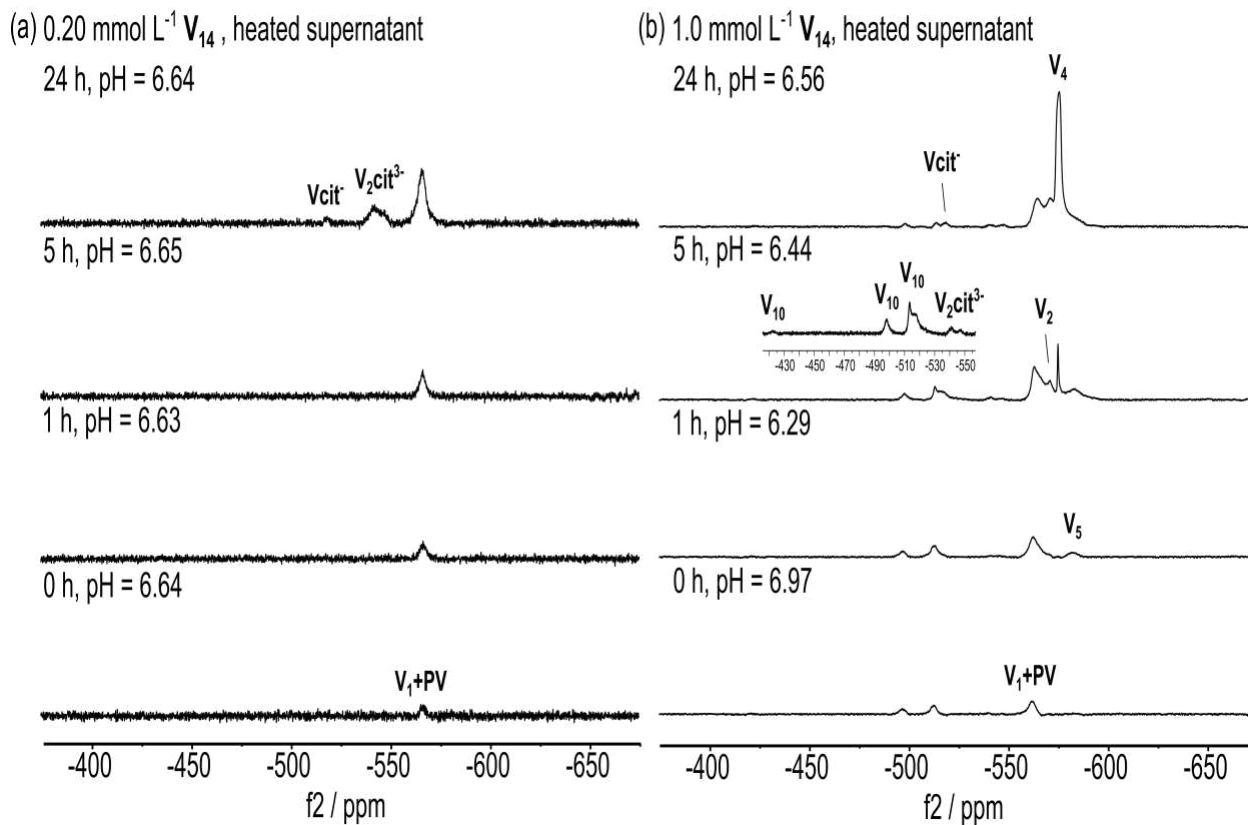 (a) 0.20 mmol L⁻¹ V₁₄ , heated supernatant
24 h, pH = 6.64
Vcit⁻
V₂cit³⁻
5 h, pH = 6.65
1 h, pH = 6.63
0 h, pH = 6.64
V₁+PV
-400 -450 -500 -550 -600 -650
f2 / ppm
(b) 1.0 mmol L⁻¹ V₁₄, heated supernatant
24 h, pH = 6.56
V₄
Vcit⁻
5 h, pH = 6.44
V₁₀
V₁₀
V₁₀
V₂cit³⁻
V₂
-430 -450 -470 -490 -510 -530 -550
1 h, pH = 6.29
V₅
0 h, pH = 6.97
V₁+PV
-400 -450 -500 -550 -600 -650
f2 / ppm